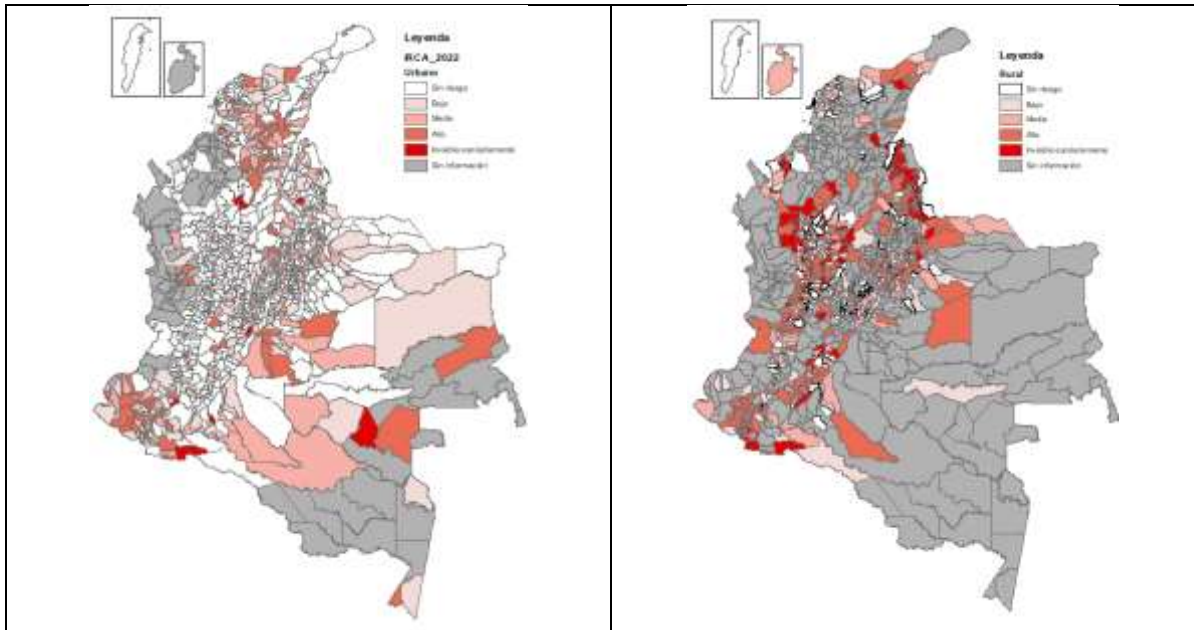 Leyenda
IRCA_2022
Urbano
Sin riesgo
Bajo
Medio
Alto
Inviable sanitariamente
Sin información
Leyenda
Rural
Sin riesgo
Bajo
Medio
Alto
Inviable sanitariamente
Sin información